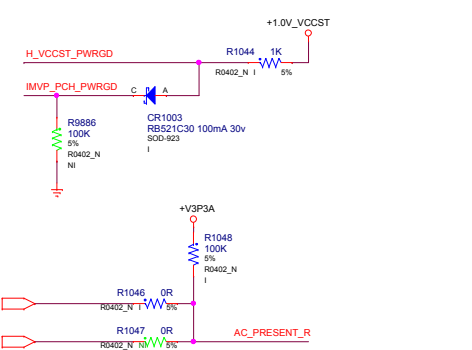 +1.0V_VCCST
H_VCCST_PWRGD
R1044 1K
R0402_N I 5%
IMVP_PCH_PWRGD
C A
R9886
100K
5%
R0402_N
NI
CR1003
RB521C30 100mA 30v
SOD-923
I
+V3P3A
R1048
100K
5%
R0402_N
I
R1046 0R
R0402_N I 5%
R1047 0R
R0402_N NI 5%
AC_PRESENT_R